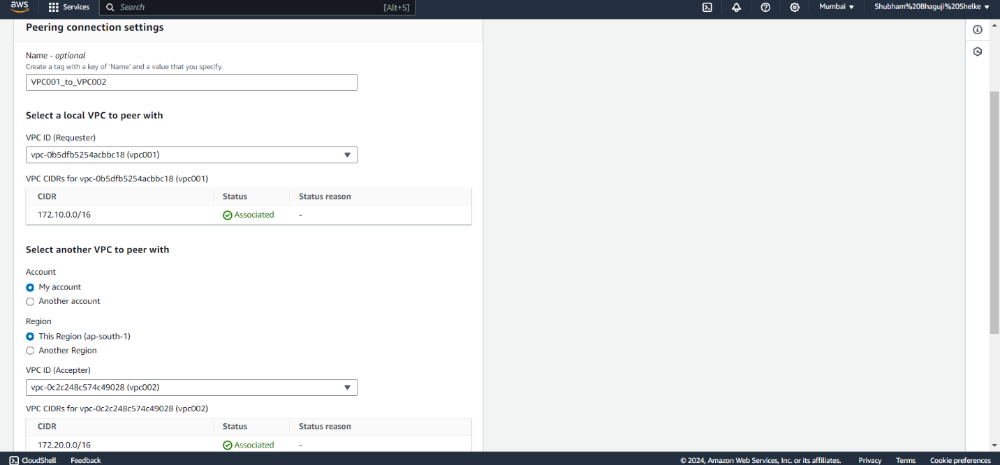 aws
Services
Search
[Alt+S]
Mumbai
Shubham%20Bhaguji%20Shelke
Peering connection settings
Name - optional
Create a tag with a key of 'Name' and a value that you specify.
VPC001_to_VPC002
Select a local VPC to peer with
VPC ID (Requester)
vpc-0b5dfb5254acbbc18 (vpc001)
VPC CIDRs for vpc-0b5dfb5254acbbc18 (vpc001)
CIDR Status Status reason
172.10.0.0/16 Associated -
Select another VPC to peer with
Account
My account
Another account
Region
This Region (ap-south-1)
Another Region
VPC ID (Accepter)
vpc-0c2c248c574c49028 (vpc002)
VPC CIDRs for vpc-0c2c248c574c49028 (vpc002)
CIDR Status Status reason
172.20.0.0/16 Associated -
CloudShell Feedback © 2024, Amazon Web Services, Inc. or its affiliates. Privacy Terms Cookie preferences